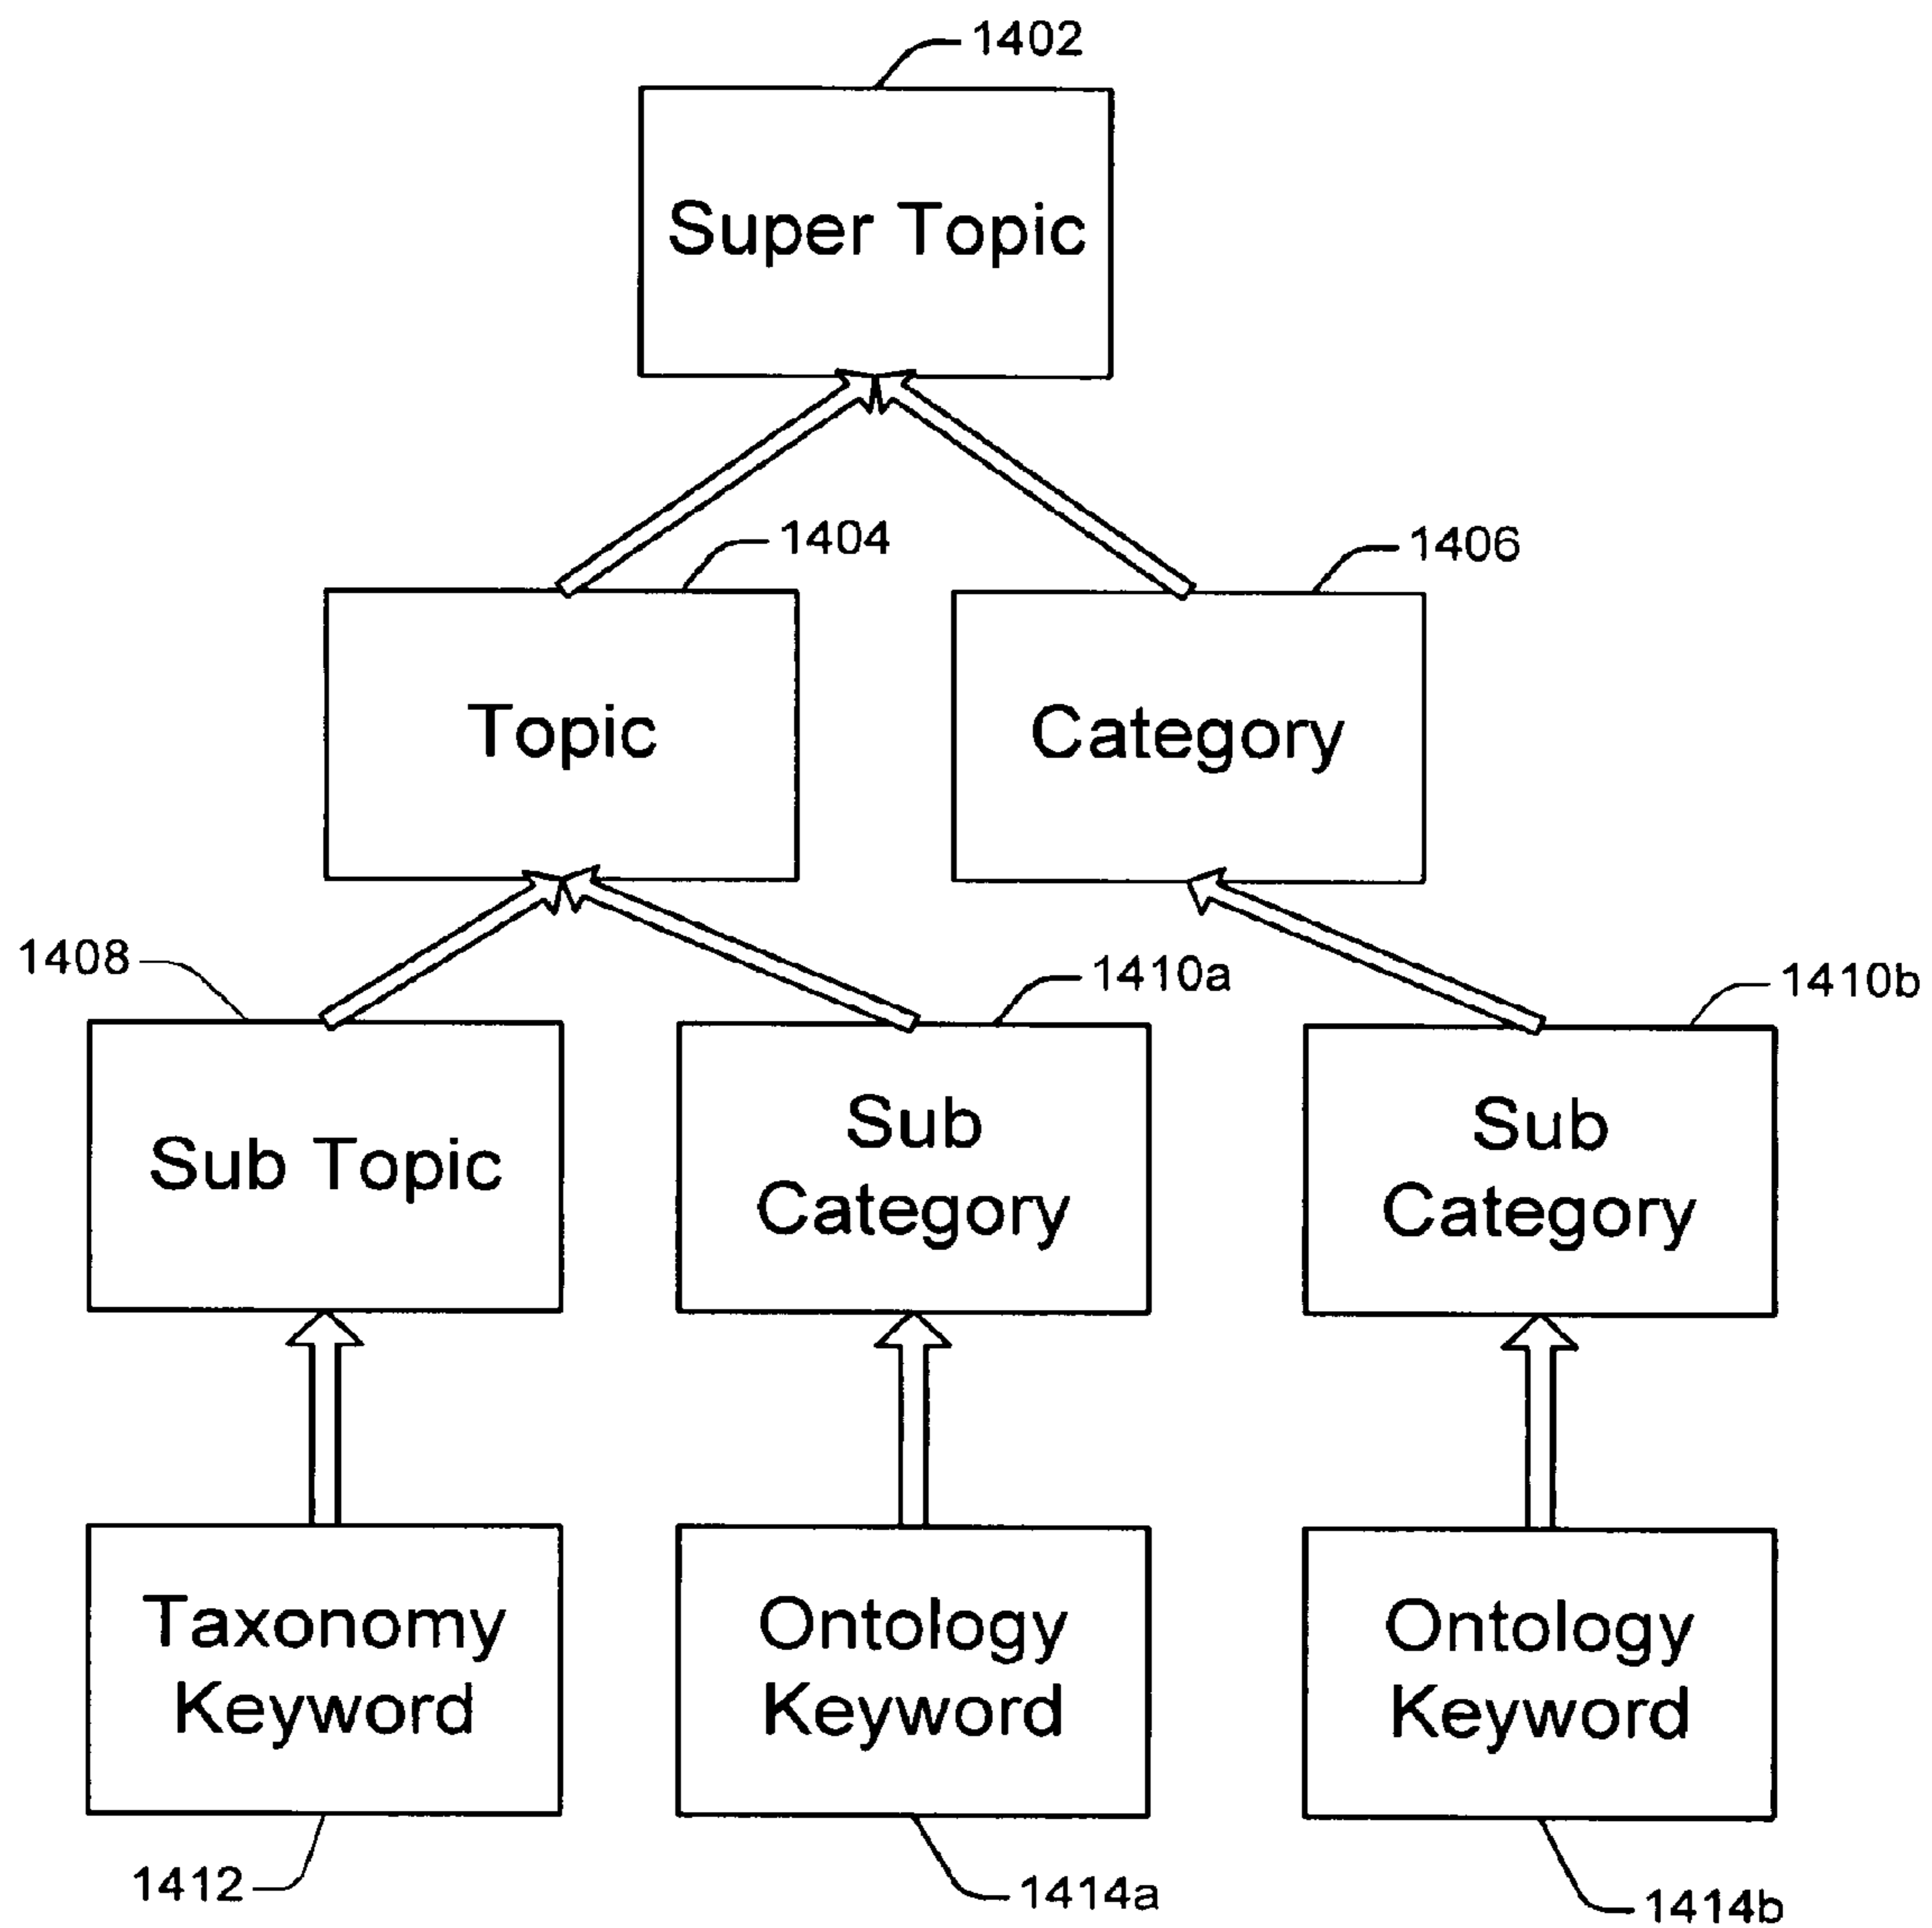 1402
Super Topic
1404
1406
Topic
Category
1408
1410a
1410b
Sub Topic
Sub
Category
Sub
Category
Taxonomy
Keyword
Ontology
Keyword
Ontology
Keyword
1412
1414a
1414b